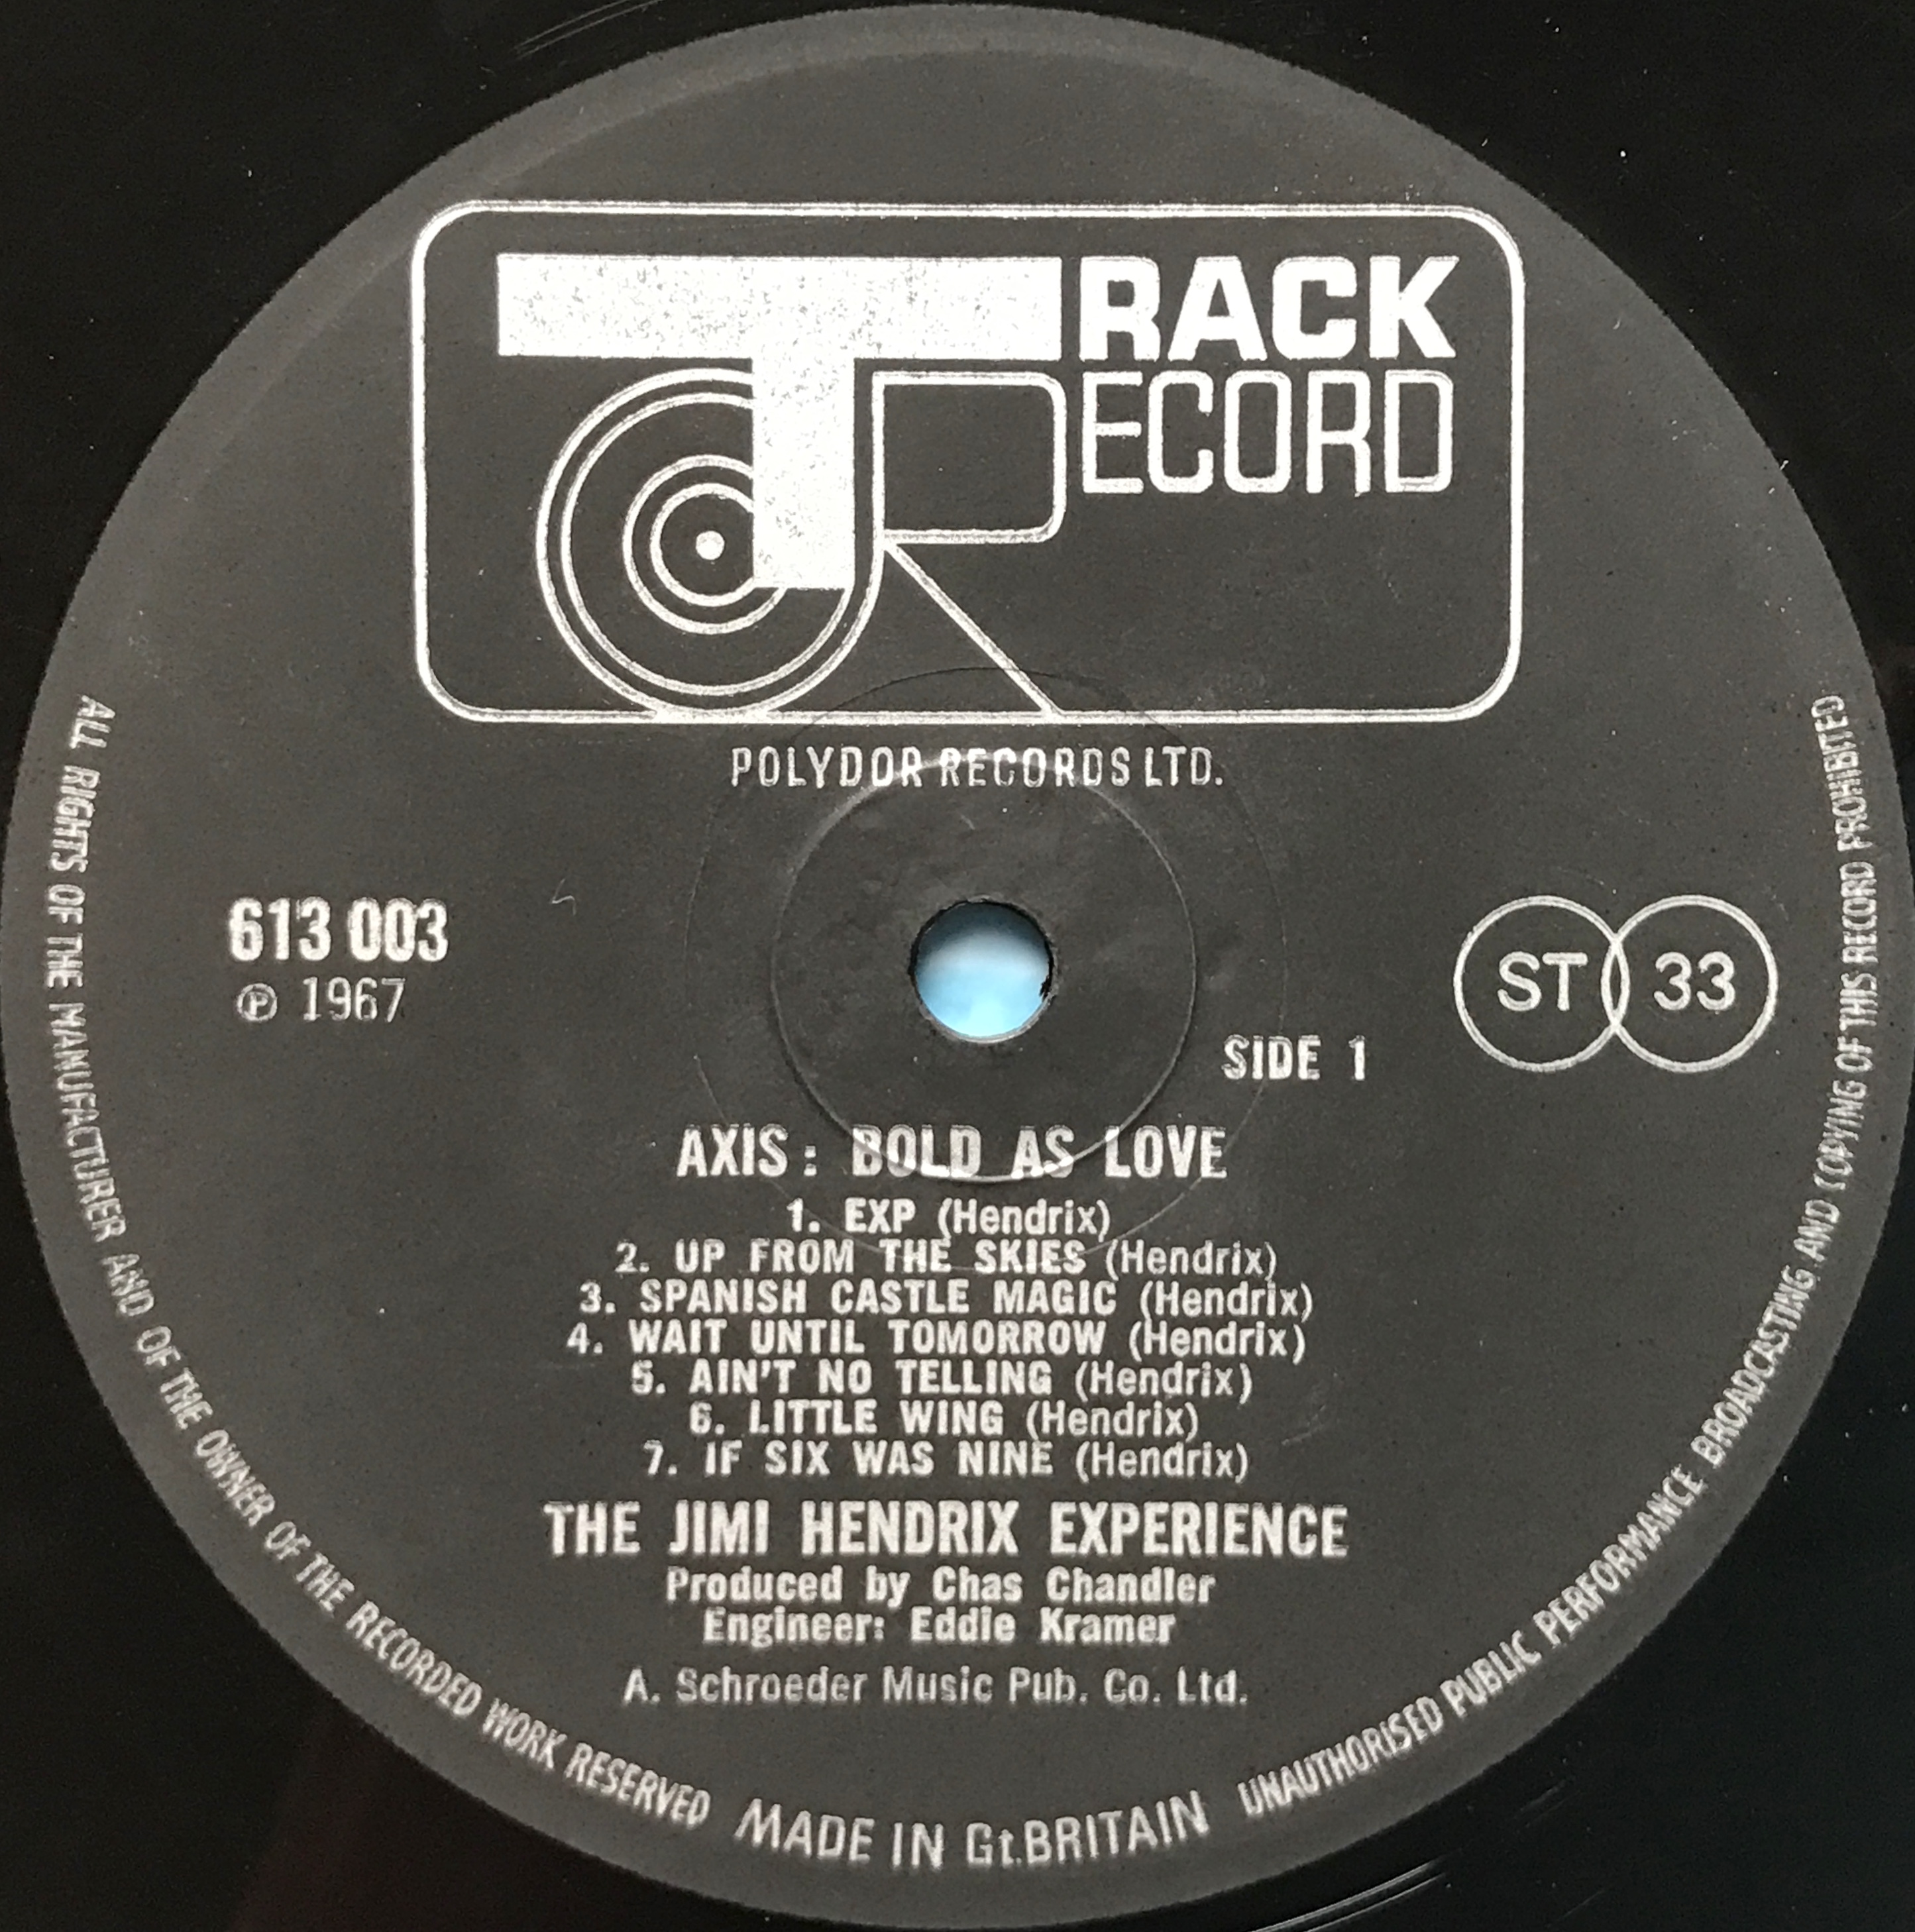 TRACK
RECORD
POLYDOR RECORDS LTD.
613 003
℗ 1967
ST 33
SIDE 1
AXIS: BOLD AS LOVE
1. EXP (Hendrix)
2. UP FROM THE SKIES (Hendrix)
3. SPANISH CASTLE MAGIC (Hendrix)
4. WAIT UNTIL TOMORROW (Hendrix)
5. AIN'T NO TELLING (Hendrix)
6. LITTLE WING (Hendrix)
7. IF SIX WAS NINE (Hendrix)
THE JIMI HENDRIX EXPERIENCE
Produced by Chas Chandler
Engineer: Eddie Kramer
A. Schroeder Music Pub. Co. Ltd.
ALL RIGHTS OF THE MANUFACTURER AND OF THE OWNER OF THE RECORDED WORK RESERVED
MADE IN Gt.BRITAIN
UNAUTHORISED PUBLIC PERFORMANCE BROADCASTING AND COPYING OF THIS RECORD PROHIBITED